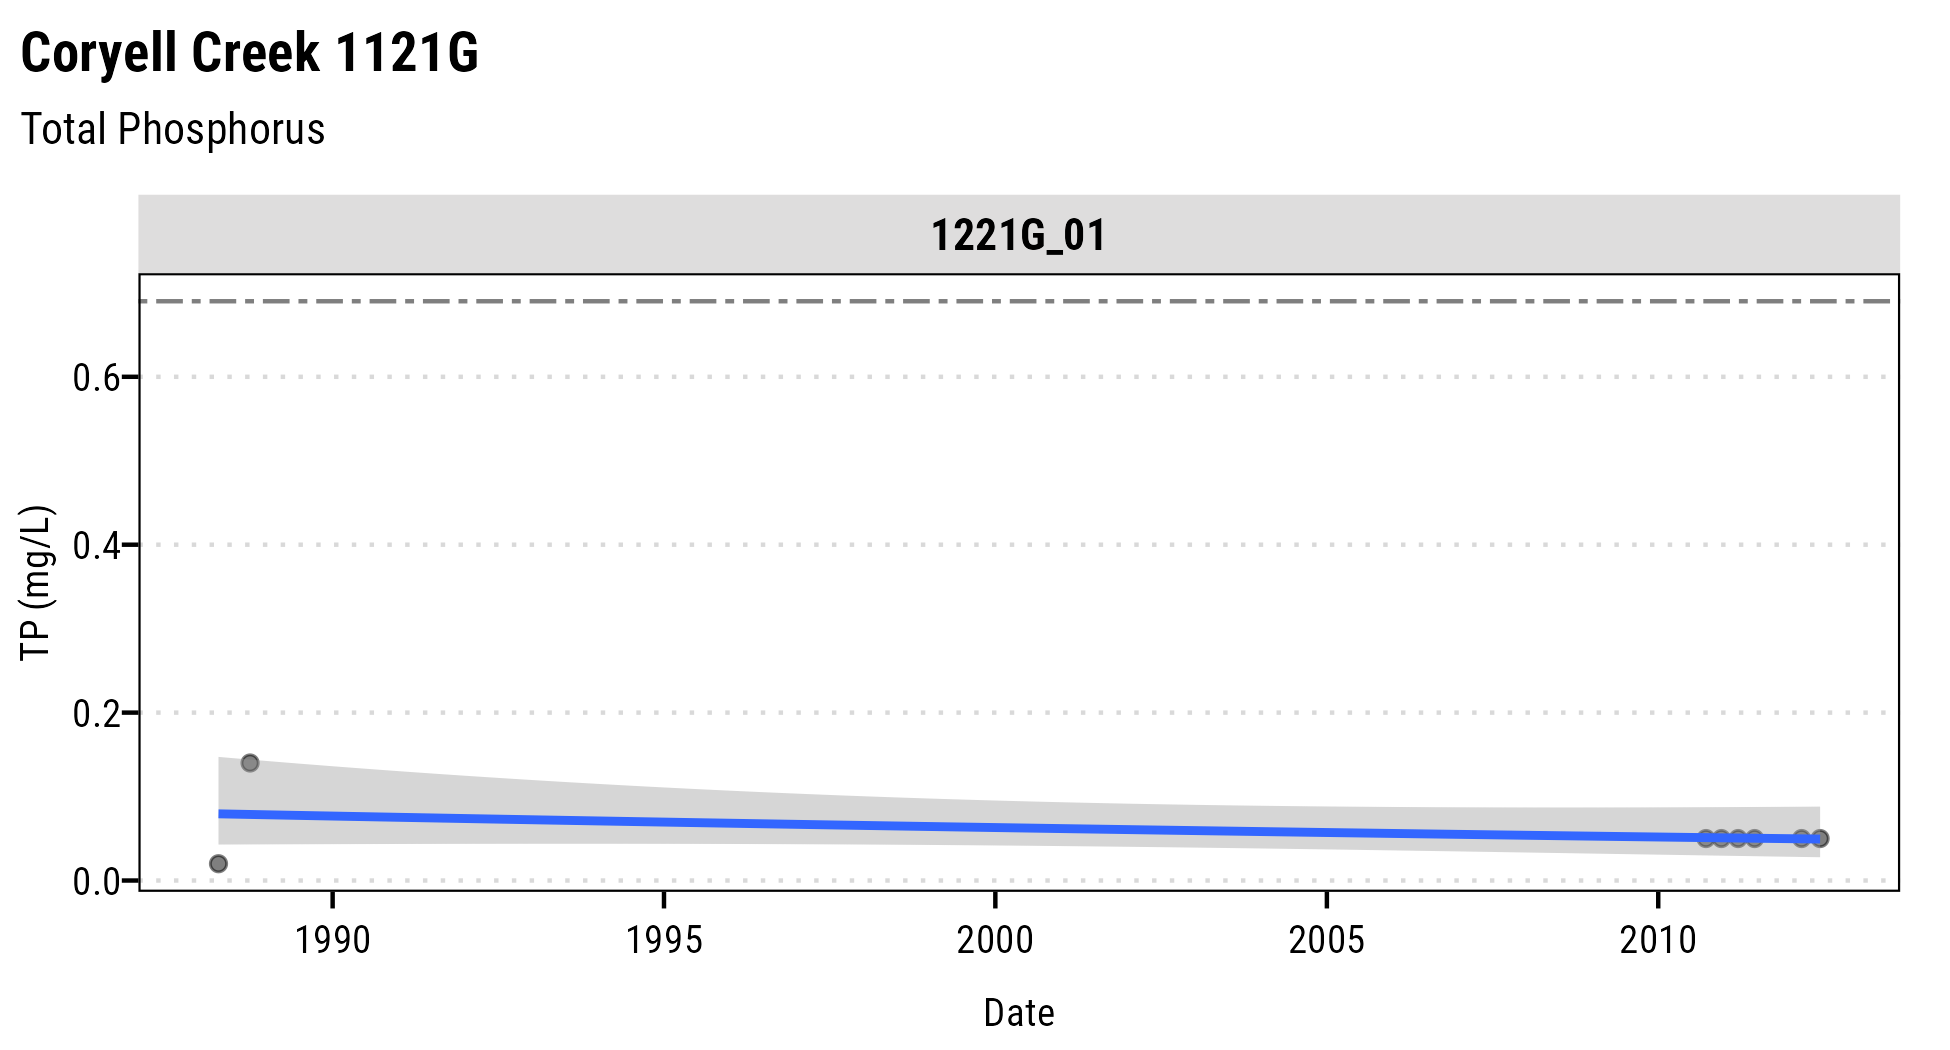 Coryell Creek 1121G
Total Phosphorus
1221G_01
TP (mg/L)
0.6
0.4
0.2
0.0
1990 1995 2000 2005 2010
Date